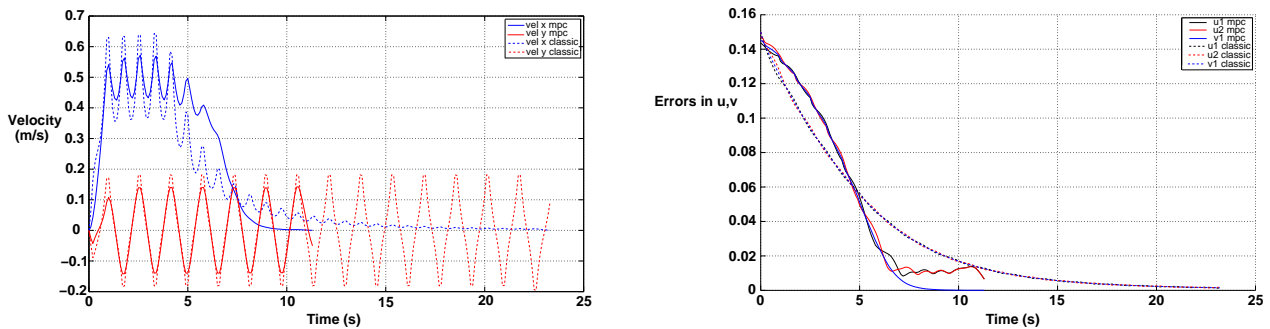 0.7
0.6
0.5
0.4
0.3
0.2
0.1
0
−0.1
−0.2
Velocity
(m/s)
vel x mpc
vel y mpc
vel x classic
vel y classic
0 5 10 15 20 25
Time (s)
0.16
0.14
0.12
0.1
0.08
0.06
0.04
0.02
0
Errors in u,v
u1 mpc
u2 mpc
v1 mpc
u1 classic
u2 classic
v1 classic
0 5 10 15 20 25
Time (s)